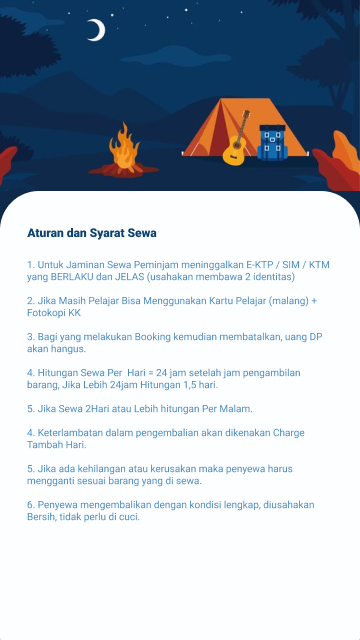 Aturan dan Syarat Sewa
1. Untuk Jaminan Sewa Peminjam meninggalkan E-KTP / SIM / KTM
yang BERLAKU dan JELAS (usahakan membawa 2 identitas)
2. Jika Masih Pelajar Bisa Menggunakan Kartu Pelajar (malang) +
Fotokopi KK
3. Bagi yang melakukan Booking kemudian membatalkan, uang DP
akan hangus.
4. Hitungan Sewa Per  Hari = 24 jam setelah jam pengambilan
barang, Jika Lebih 24jam Hitungan 1,5 hari.
5. Jika Sewa 2Hari atau Lebih hitungan Per Malam.
4. Keterlambatan dalam pengembalian akan dikenakan Charge
Tambah Hari.
5. Jika ada kehilangan atau kerusakan maka penyewa harus
mengganti sesuai barang yang di sewa.
6. Penyewa mengembalikan dengan kondisi lengkap, diusahakan
Bersih, tidak perlu di cuci.